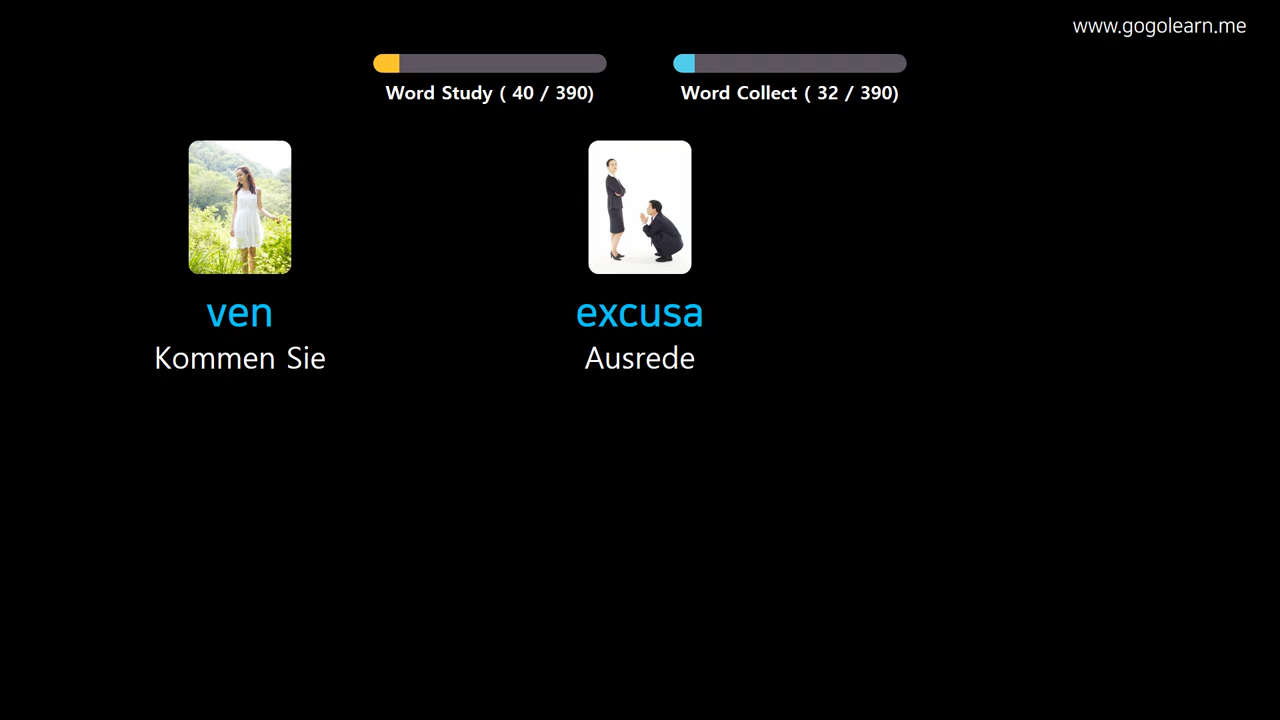 www.gogolearn.me
Word Study ( 40 / 390)
Word Collect ( 32 / 390)
ven
Kommen Sie
excusa
Ausrede